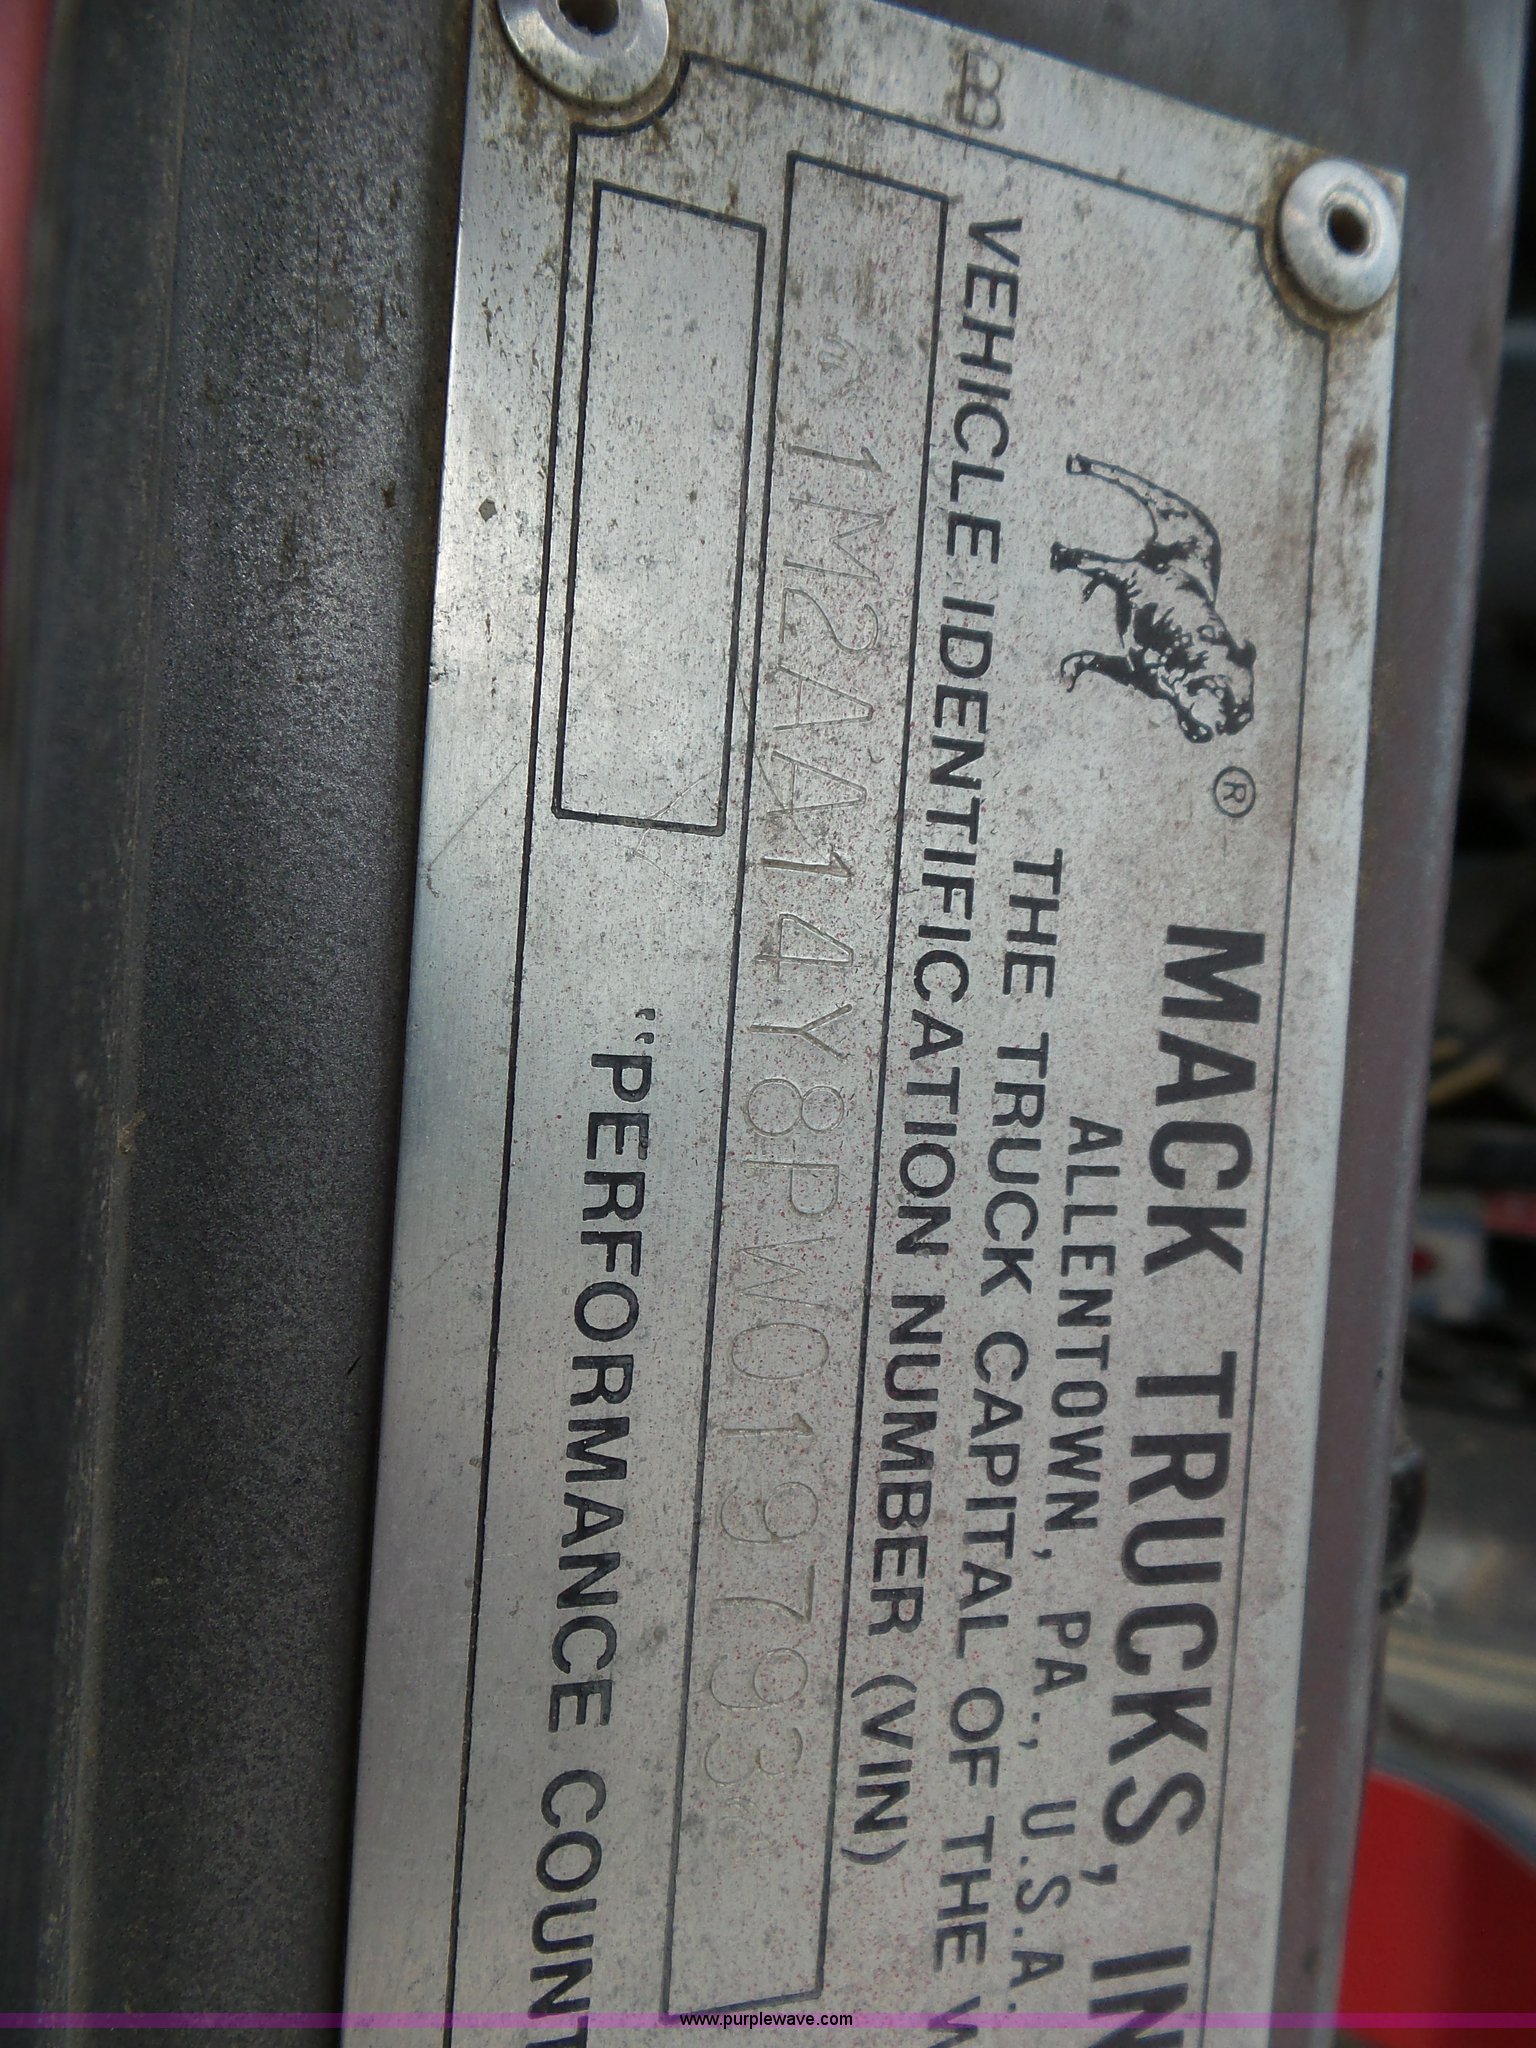 ® MACK TRUCKS, IN
ALLENTOWN, PA., U.S.A.
THE TRUCK CAPITAL OF THE W
VEHICLE IDENTIFICATION NUMBER (VIN)
1M2AA14Y8PW019793
"PERFORMANCE COUNT
www.purplewave.com